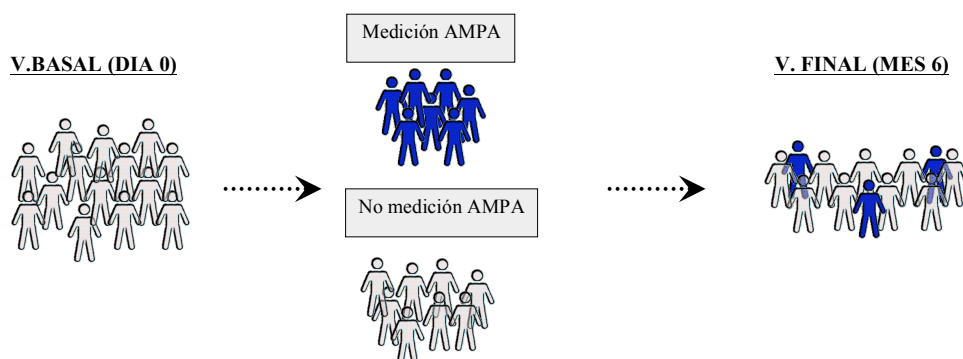 Medición AMPA
V.BASAL (DIA 0)
V. FINAL (MES 6)
No medición AMPA